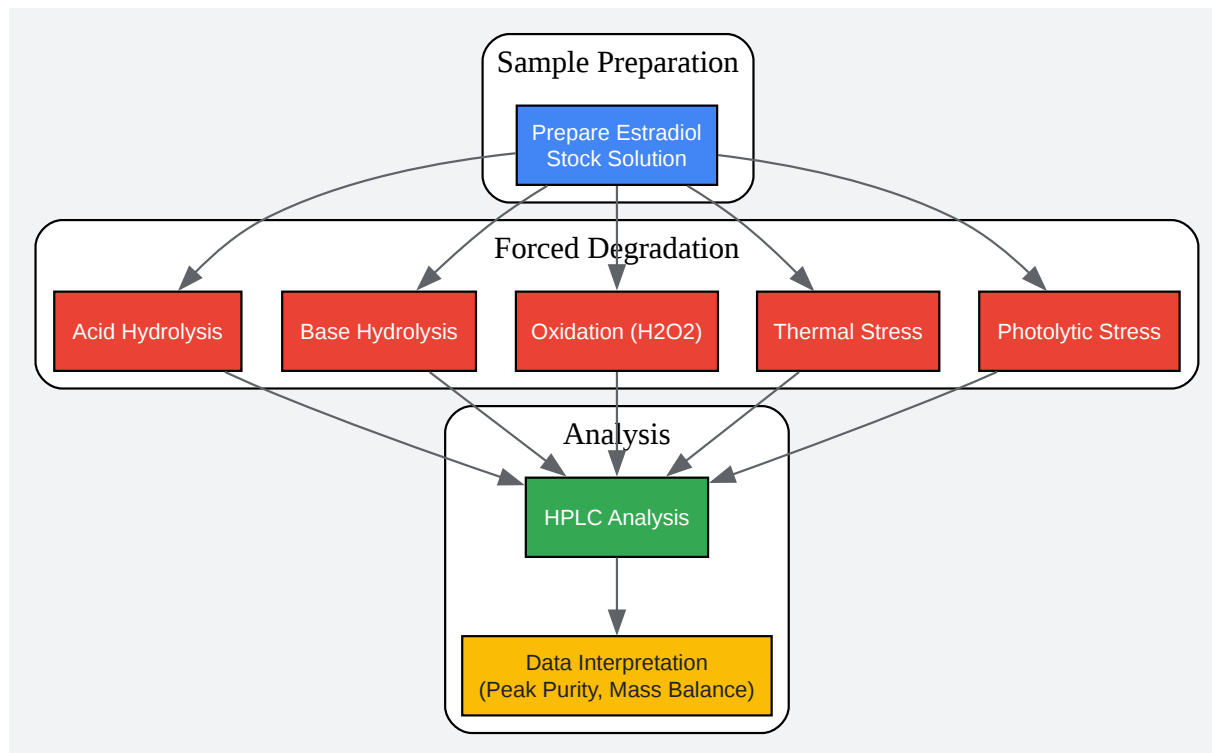 Sample Preparation
Prepare Estradiol
Stock Solution
Forced Degradation
Acid Hydrolysis
Base Hydrolysis
Oxidation (H2O2)
Thermal Stress
Photolytic Stress
Analysis
HPLC Analysis
Data Interpretation
(Peak Purity, Mass Balance)